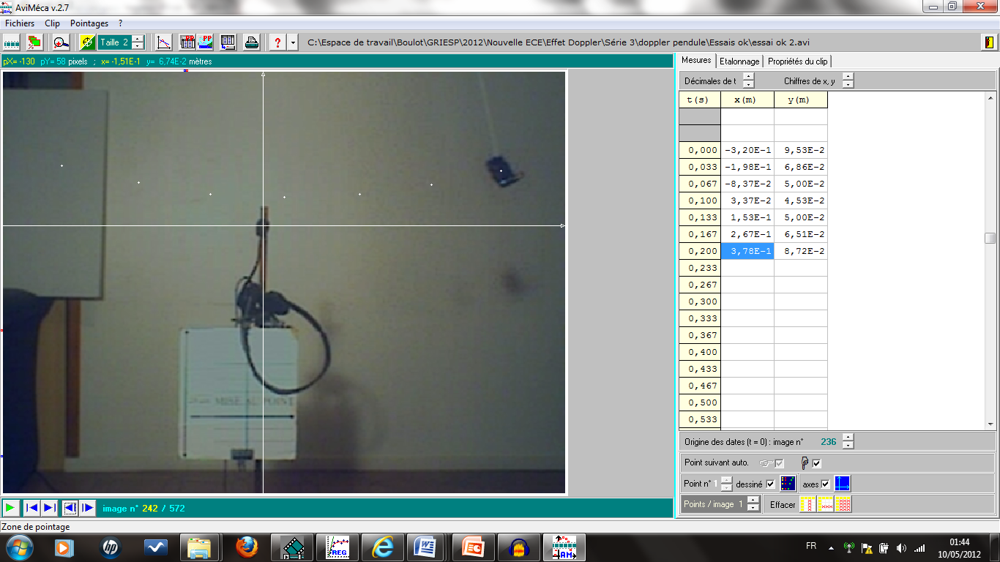 AviMéca v.2.7
Fichiers Clip Pointages ?
Taille 2
C:\Espace de travail\Boulot\GRIESP\2012\Nouvelle ECE\Effet Doppler\Série 3\doppler pendule\Essais ok\essai ok 2.avi
pX= -130 pY= 58 pixels ; x= -1,51E-1 y= 6,74E-2 mètres
Mesures Etalonnage Propriétés du clip
Décimales de t Chiffres de x, y
t(s) x(m) y(m)
0,000 -3,20E-1 9,53E-2
0,033 -1,98E-1 6,86E-2
0,067 -8,37E-2 5,00E-2
0,100 3,37E-2 4,53E-2
0,133 1,53E-1 5,00E-2
0,167 2,67E-1 6,51E-2
0,200 3,78E-1 8,72E-2
0,233
0,267
0,300
0,333
0,367
0,400
0,433
0,467
0,500
0,533
MISE AU POINT
Origine des dates (t = 0) : image n° 236
Point suivant auto.
Point n° 1 dessiné axes
Points / image 1 Effacer
image n° 242 / 572
Zone de pointage
hp REG AM
FR
01:44
10/05/2012